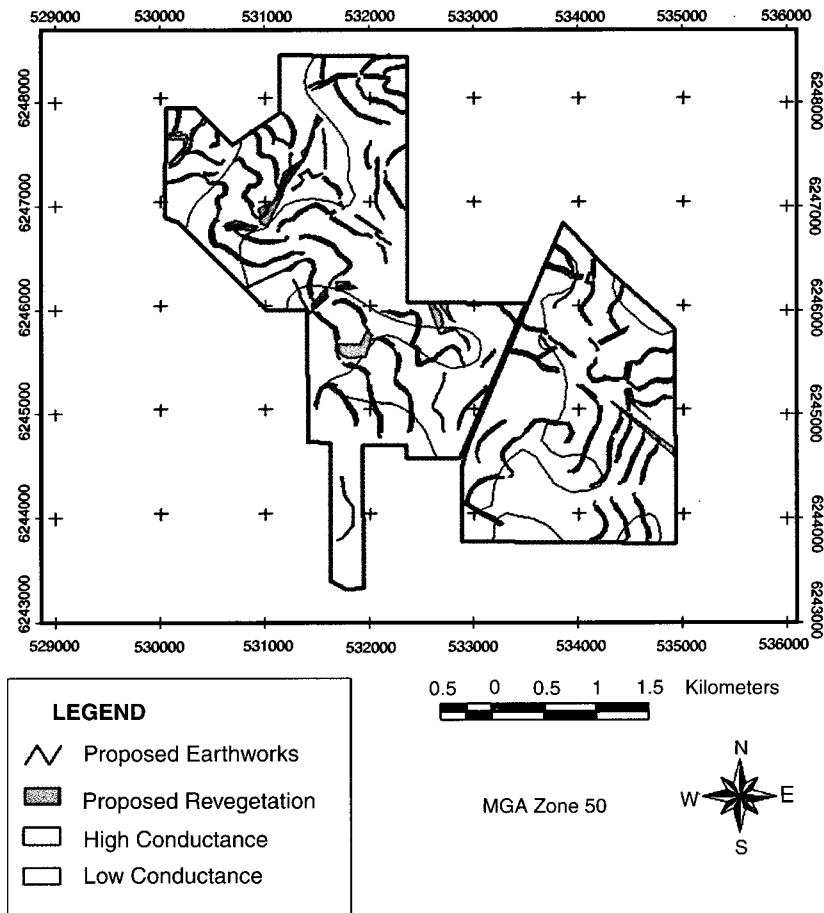 529000 530000 531000 532000 533000 534000 535000 536000
6248000 6248000
6247000 6247000
6246000 6246000
6245000 6245000
6244000 6244000
6243000 6243000
529000 530000 531000 532000 533000 534000 535000 536000
LEGEND
Proposed Earthworks
Proposed Revegetation
High Conductance
Low Conductance
0.5 0 0.5 1 1.5 Kilometers
MGA Zone 50
N
W E
S